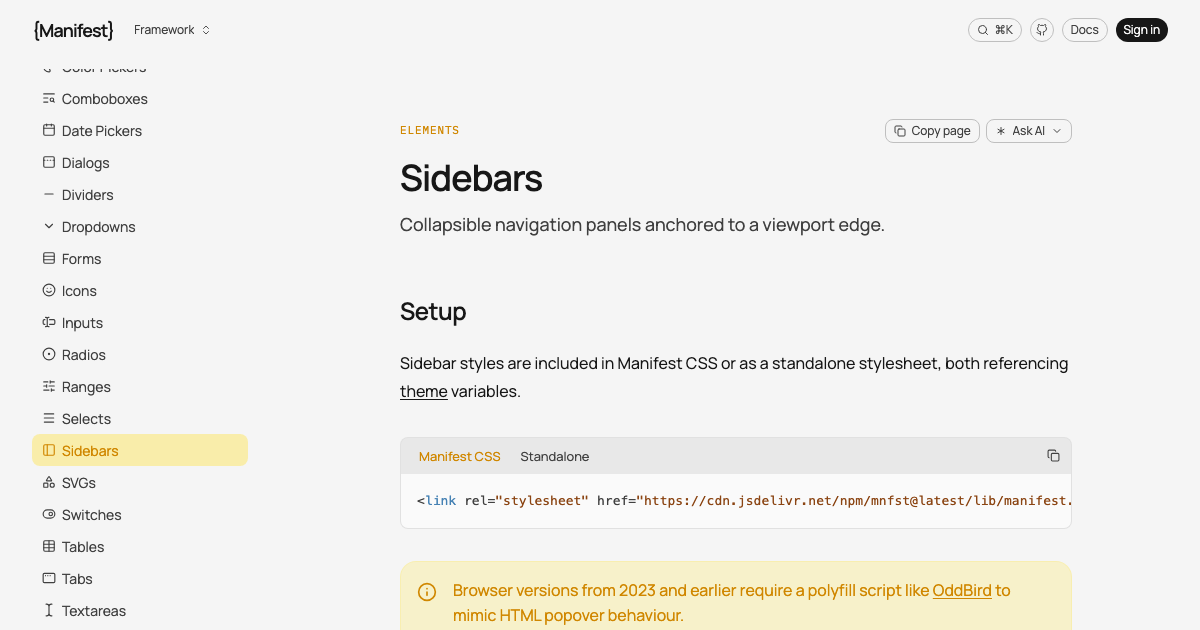 {Manifest}
Framework
⌘K
Docs
Sign in
Color Pickers
Comboboxes
Date Pickers
Dialogs
Dividers
Dropdowns
Forms
Icons
Inputs
Radios
Ranges
Selects
Sidebars
SVGs
Switches
Tables
Tabs
Textareas
ELEMENTS
Copy page
Ask AI
Sidebars
Collapsible navigation panels anchored to a viewport edge.
Setup
Sidebar styles are included in Manifest CSS or as a standalone stylesheet, both referencing
theme variables.
Manifest CSS
Standalone
<link rel="stylesheet" href="https://cdn.jsdelivr.net/npm/mnfst@latest/lib/manifest.
Browser versions from 2023 and earlier require a polyfill script like OddBird to
mimic HTML popover behaviour.